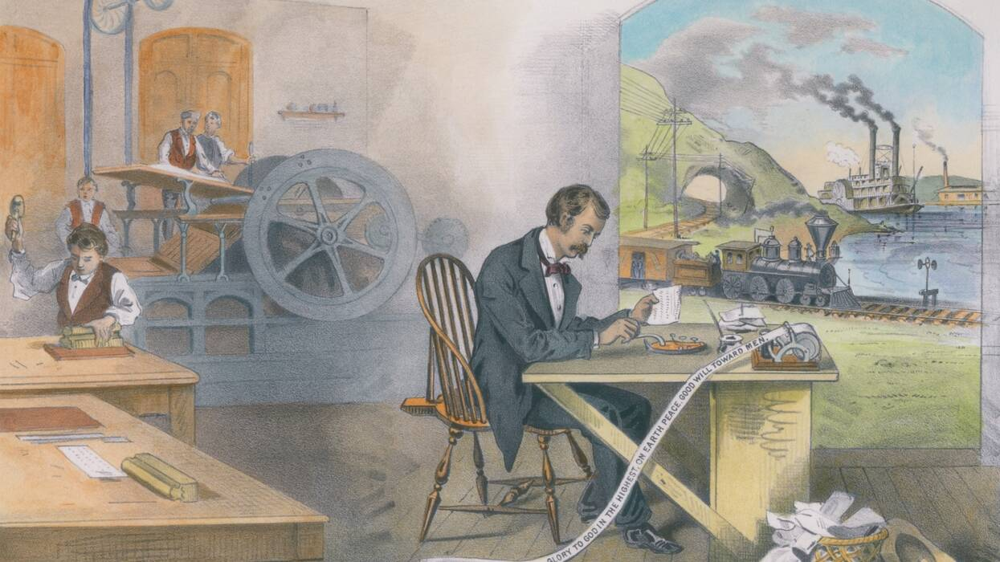 GLORY TO GOD IN THE HIGHEST. ON EARTH PEACE. GOOD WILL TOWARD MEN.